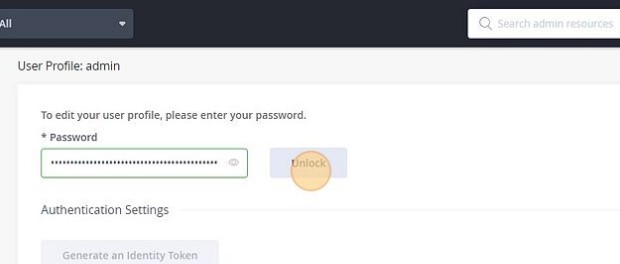 All
Search admin resources
User Profile: admin
To edit your user profile, please enter your password.
* Password
••••••••••••••••••••••••••••••••••••••••••••
Unlock
Authentication Settings
Generate an Identity Token